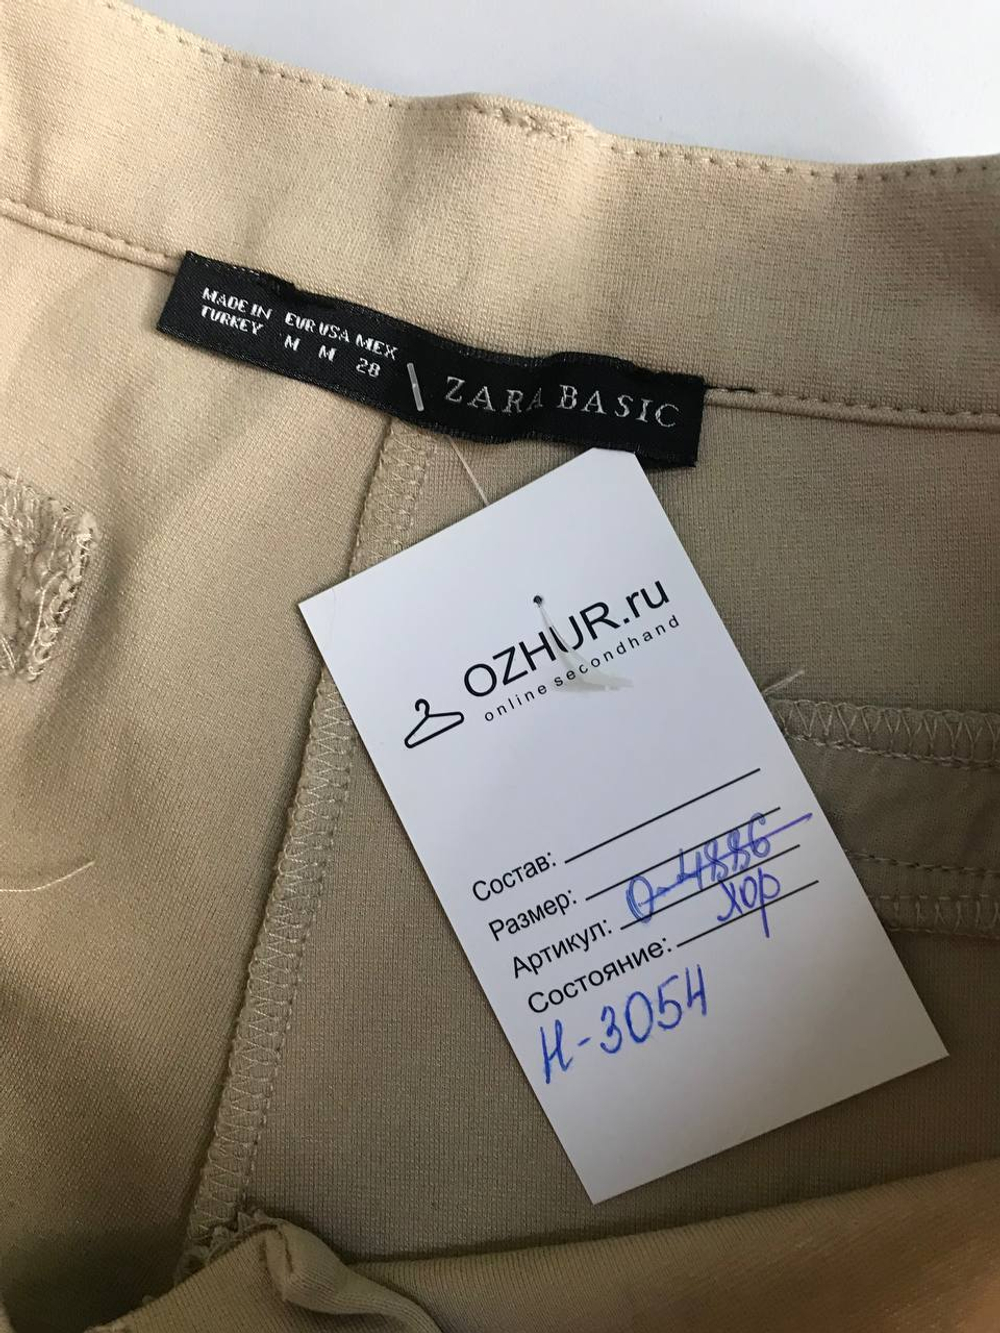 MADE IN
TURKEY
EUR USA MEX
M M 28
ZARA BASIC
OZHUR.ru
online secondhand
Состав:
Размер:
Артикул: О-4886
Состояние: хор
Н-3054